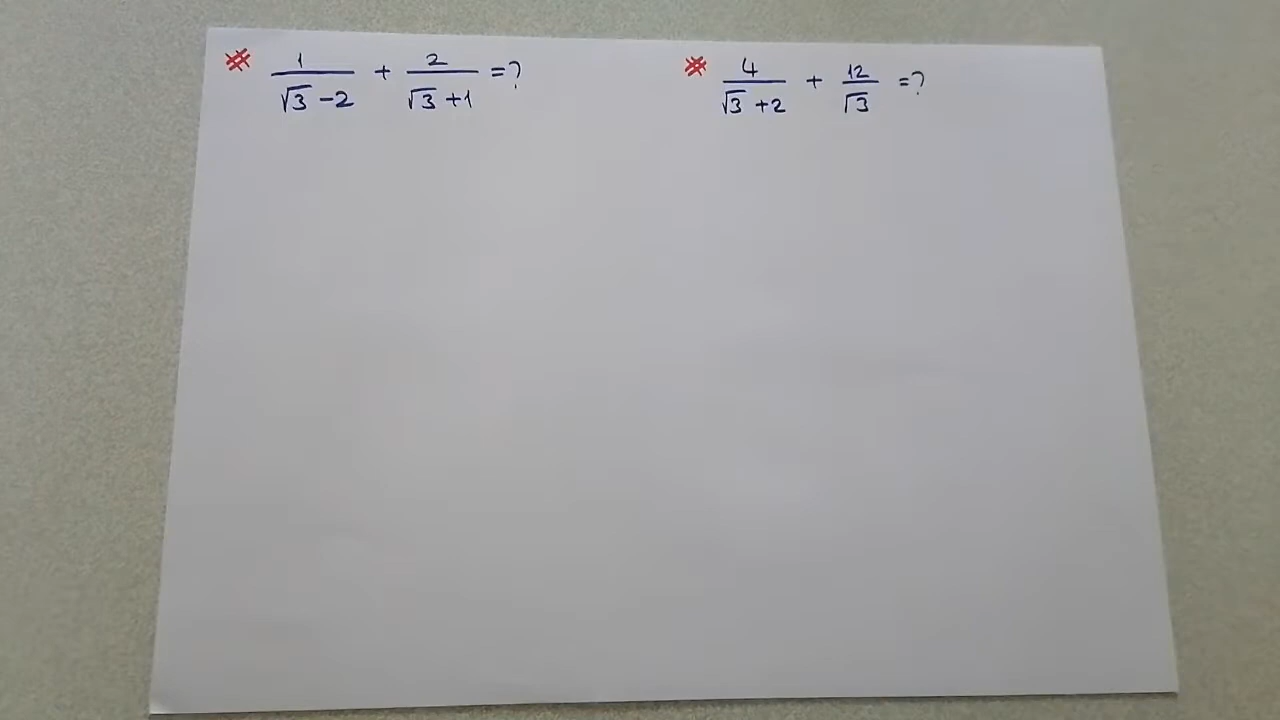 ※ 1/(√3 -2) + 2/(√3 +1) =?
※ 4/(√3 +2) + 12/√3 =?